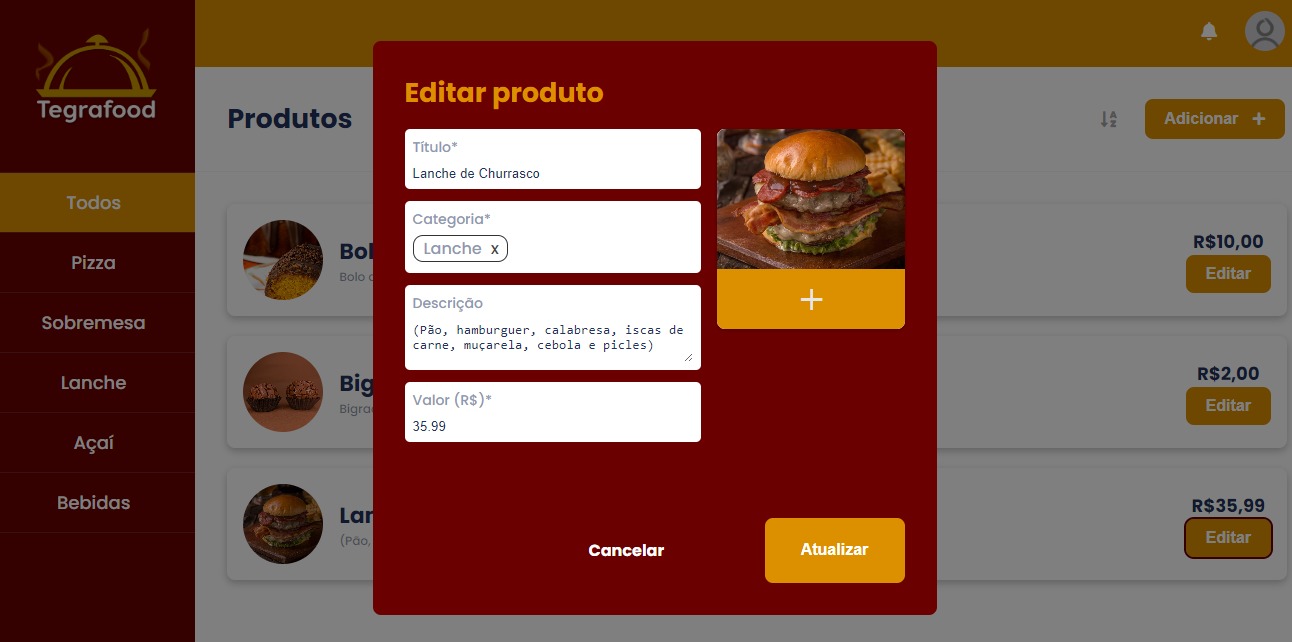 Tegrafood
Todos
Pizza
Sobremesa
Lanche
Açaí
Bebidas
Produtos
Adicionar +
Bol
Bolo
R$10,00
Editar
Big
Bigra
R$2,00
Editar
Lan
(Pão,
R$35,99
Editar
Editar produto
Título*
Lanche de Churrasco
Categoria*
Lanche x
Descrição
(Pão, hamburguer, calabresa, iscas de
carne, muçarela, cebola e picles)
Valor (R$)*
35.99
+
Cancelar
Atualizar